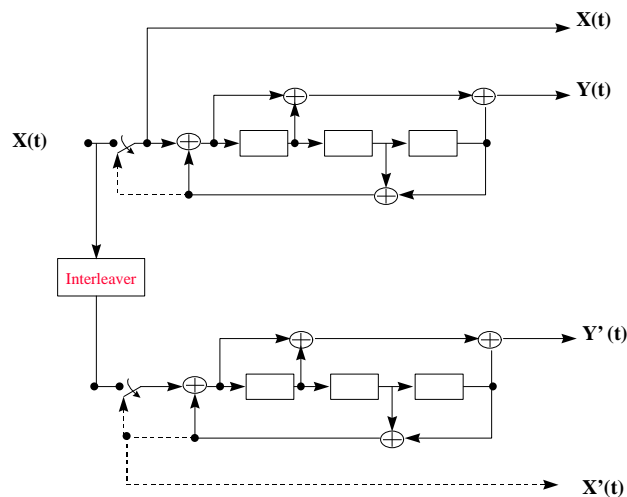 X(t)
Y(t)
X(t)
Interleaver
Y’ (t)
X’(t)